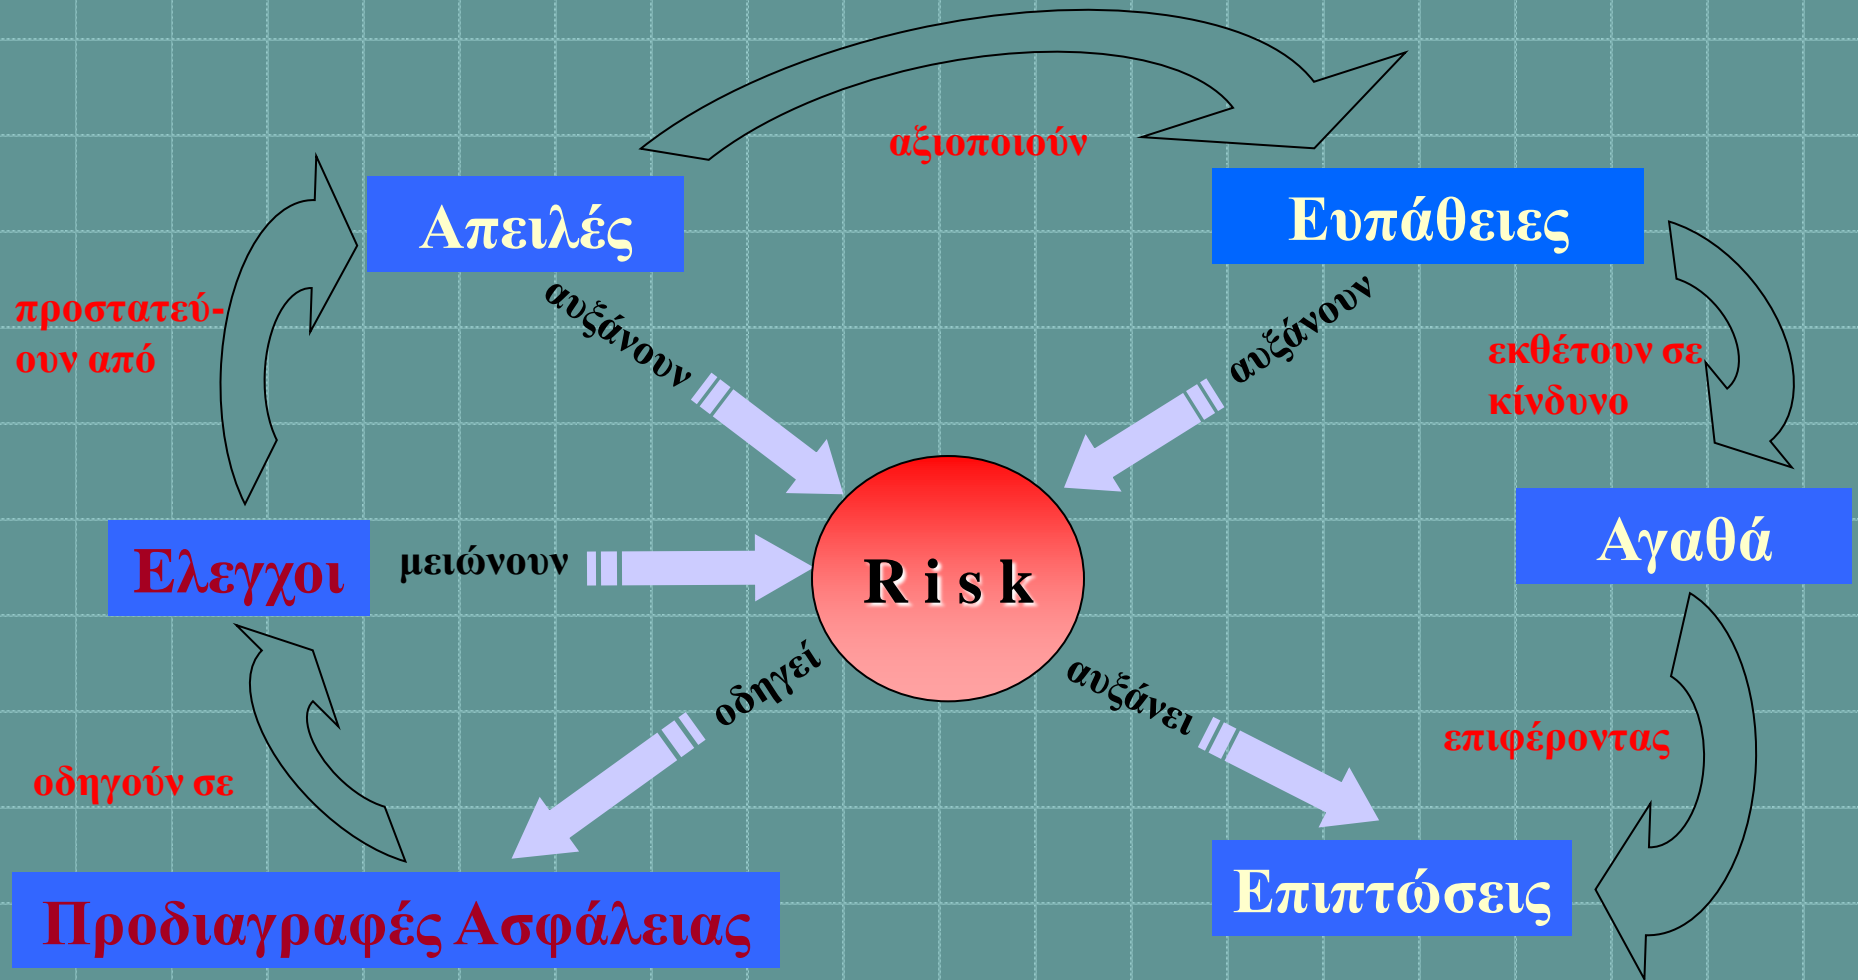 αξιοποιούν
Απειλές
Ευπάθειες
προστατεύ-
ουν από
αυξάνουν
αυξάνουν
εκθέτουν σε
κίνδυνο
Ελεγχοι
μειώνουν
Risk
Αγαθά
οδηγεί
αυξάνει
οδηγούν σε
επιφέροντας
Προδιαγραφές Ασφάλειας
Επιπτώσεις